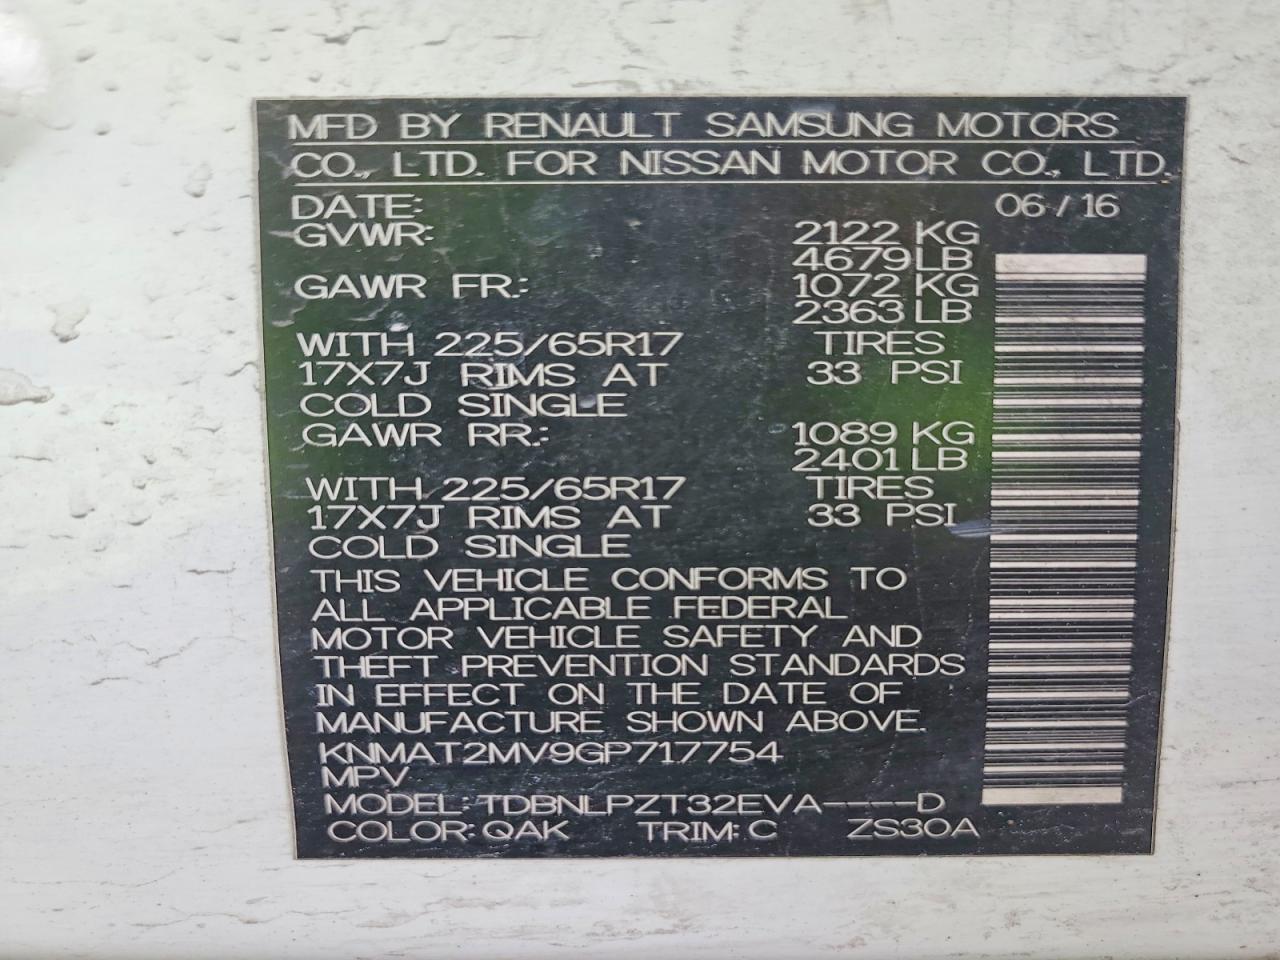 MFD BY RENAULT SAMSUNG MOTORS
CO., LTD. FOR NISSAN MOTOR CO., LTD.
DATE: 06 / 16
GVWR: 2122 KG
4679 LB
GAWR FR.: 1072 KG
2363 LB
WITH 225/65R17 TIRES
17X7J RIMS AT 33 PSI
COLD SINGLE
GAWR RR.: 1089 KG
2401 LB
WITH 225/65R17 TIRES
17X7J RIMS AT 33 PSI
COLD SINGLE
THIS VEHICLE CONFORMS TO
ALL APPLICABLE FEDERAL
MOTOR VEHICLE SAFETY AND
THEFT PREVENTION STANDARDS
IN EFFECT ON THE DATE OF
MANUFACTURE SHOWN ABOVE.
KNMAT2MV9GP717754
MPV
MODEL: TDBNLPZT32EVA----D
COLOR: QAK TRIM: C ZS30A